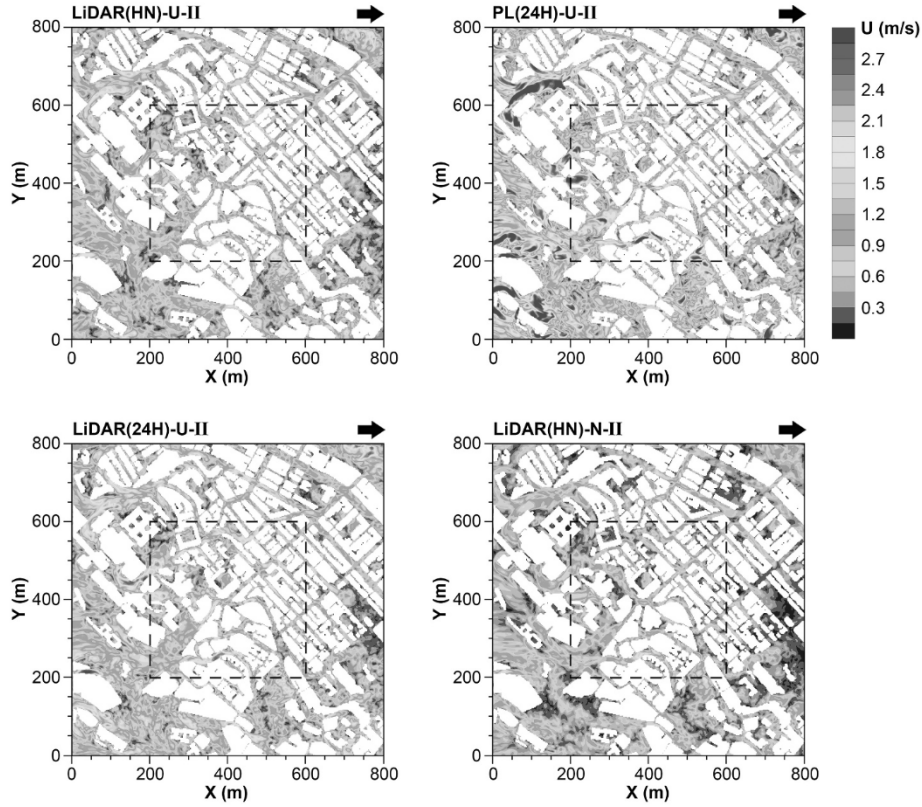 LiDAR(HN)-U-II
PL(24H)-U-II
U (m/s)
800
600
400
200
0
Y (m)
0 200 400 600 800
X (m)
800
600
400
200
0
Y (m)
0 200 400 600 800
X (m)
2.7
2.4
2.1
1.8
1.5
1.2
0.9
0.6
0.3
LiDAR(24H)-U-II
LiDAR(HN)-N-II
800
600
400
200
0
Y (m)
0 200 400 600 800
X (m)
800
600
400
200
0
Y (m)
0 200 400 600 800
X (m)